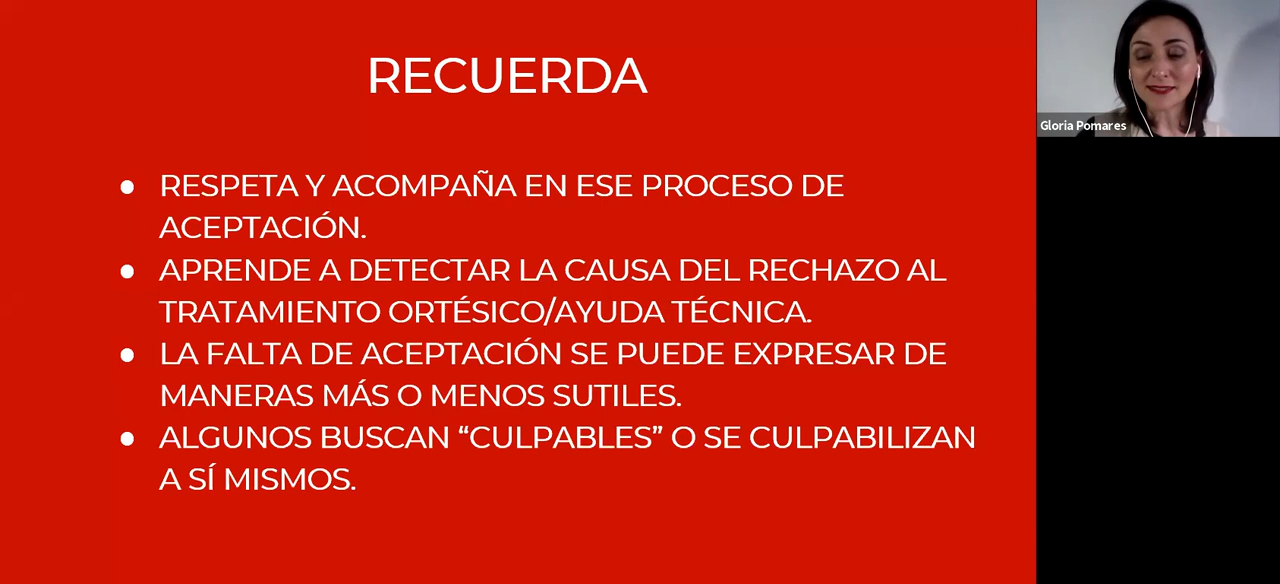 RECUERDA
● RESPETA Y ACOMPAÑA EN ESE PROCESO DE
ACEPTACIÓN.
● APRENDE A DETECTAR LA CAUSA DEL RECHAZO AL
TRATAMIENTO ORTÉSICO/AYUDA TÉCNICA.
● LA FALTA DE ACEPTACIÓN SE PUEDE EXPRESAR DE
MANERAS MÁS O MENOS SUTILES.
● ALGUNOS BUSCAN “CULPABLES” O SE CULPABILIZAN
A SÍ MISMOS.
Gloria Pomares